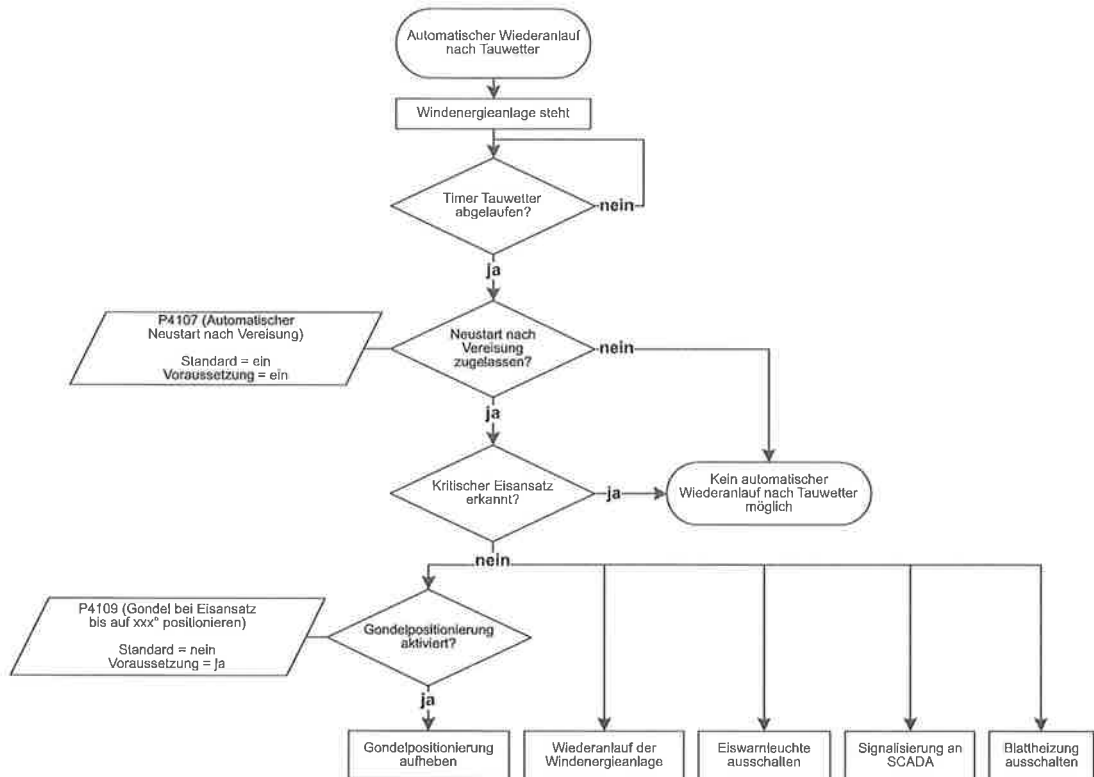 Automatischer Wiederanlauf
nach Tauwetter
Windenergieanlage steht
Timer Tauwetter
abgelaufen?
nein
ja
P4107 (Automatischer
Neustart nach Vereisung)
Standard = ein
Voraussetzung = ein
Neustart nach
Vereisung
zugelassen?
nein
ja
Kritischer Eisansatz
erkannt?
ja
Kein automatischer
Wiederanlauf nach Tauwetter
möglich
nein
P4109 (Gondel bei Eisansatz
bis auf xxx° positionieren)
Standard = nein
Voraussetzung = ja
Gondelpositionierung
aktiviert?
ja
Gondelpositionierung
aufheben
Wiederanlauf der
Windenergieanlage
Eiswarnleuchte
ausschalten
Signalisierung an
SCADA
Blattheizung
ausschalten